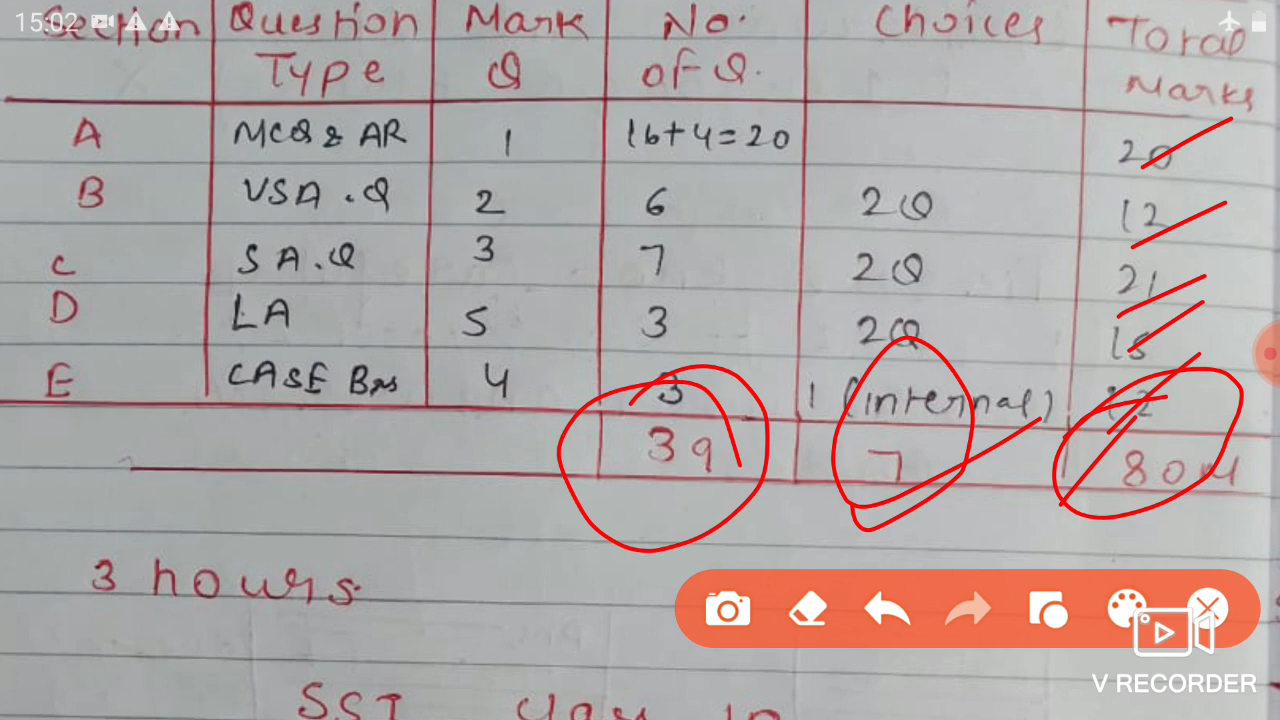 15:02
Section Question Type Mark Q No. of Q. Choices Toral Marks
A MCQ & AR 1 16+4=20 20
B VSA.Q 2 6 2Q 12
C SA.Q 3 7 2Q 21
D LA 5 3 2Q 15
E CASE Bas 4 3 1 (internal) 12
39 7 80M
3 hours.
SST
V RECORDER